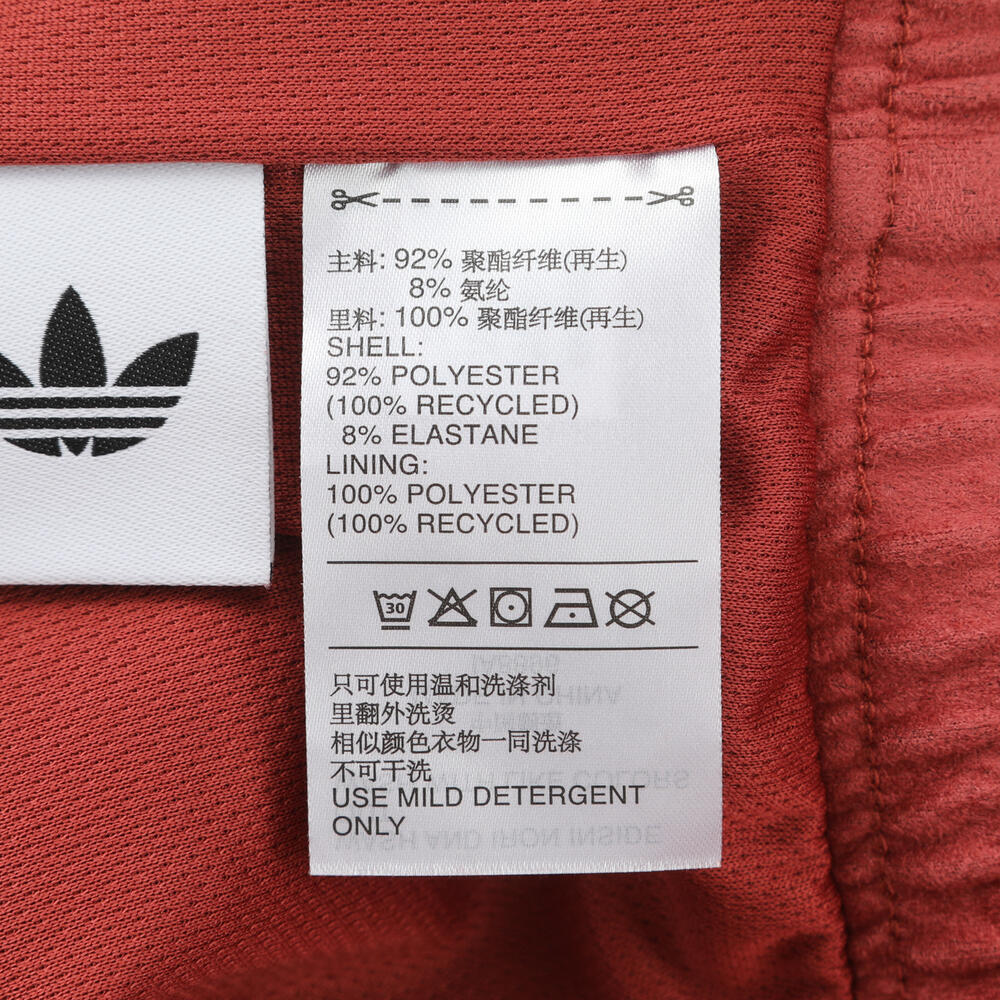 主料: 92% 聚酯纤维(再生)
8% 氨纶
里料: 100% 聚酯纤维(再生)
SHELL:
92% POLYESTER
(100% RECYCLED)
8% ELASTANE
LINING:
100% POLYESTER
(100% RECYCLED)
30
只可使用温和洗涤剂
里翻外洗烫
相似颜色衣物一同洗涤
不可干洗
USE MILD DETERGENT
ONLY